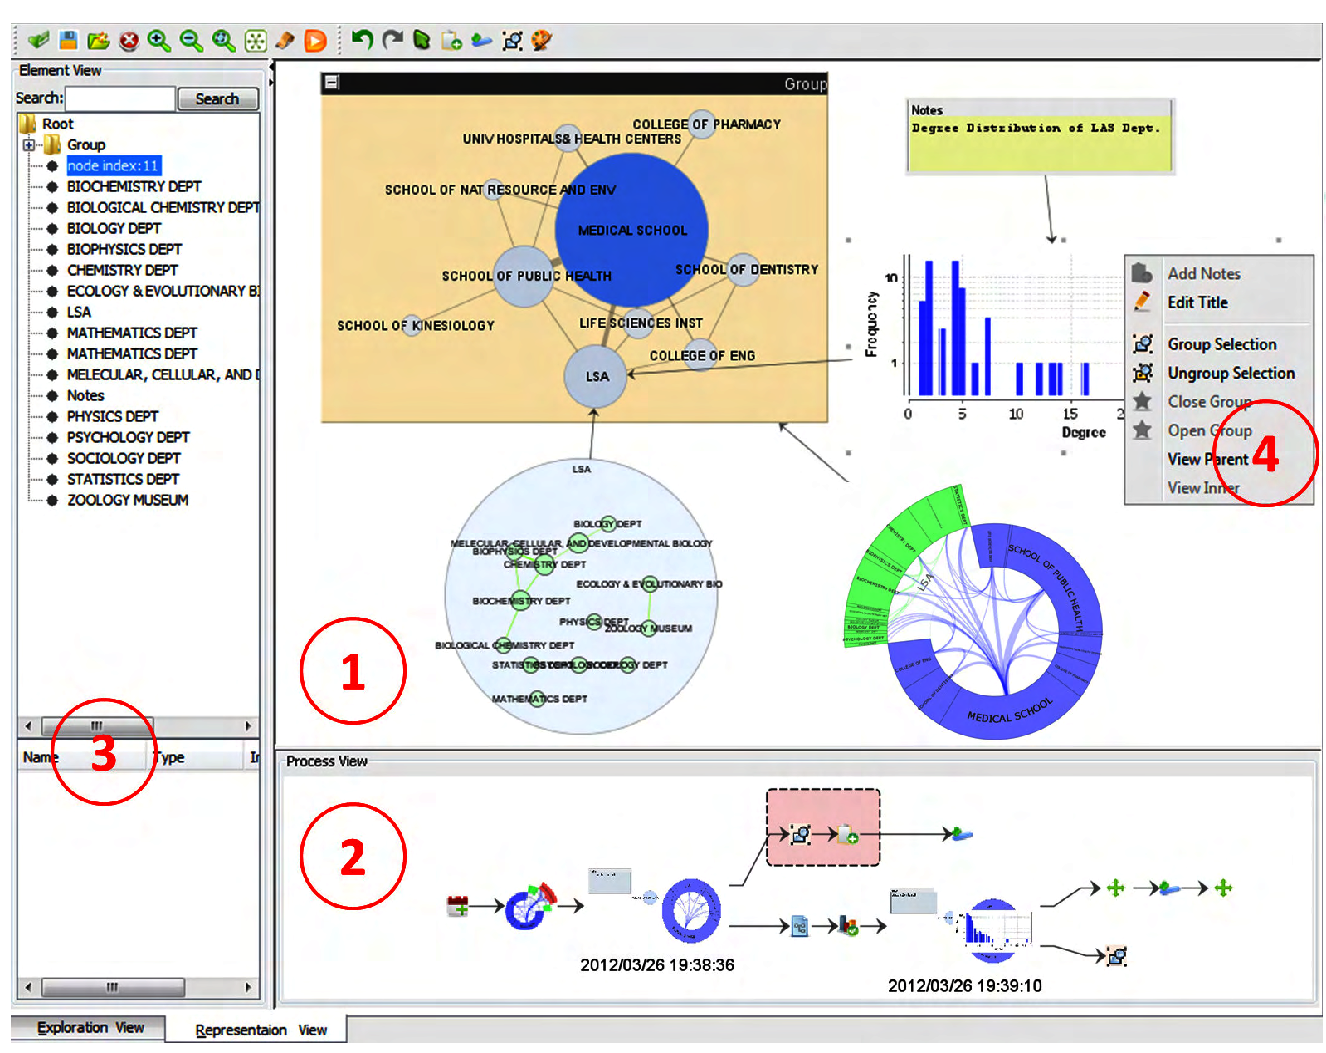 Element View
Search:
Search
Root
Group
node index:11
BIOCHEMISTRY DEPT
BIOLOGICAL CHEMISTRY DEPT
BIOLOGY DEPT
BIOPHYSICS DEPT
CHEMISTRY DEPT
ECOLOGY & EVOLUTIONARY B
LSA
MATHEMATICS DEPT
MATHEMATICS DEPT
MELECULAR, CELLULAR, AND
Notes
PHYSICS DEPT
PSYCHOLOGY DEPT
SOCIOLOGY DEPT
STATISTICS DEPT
ZOOLOGY MUSEUM
3
Name
Type
Exploration View
Representaion View
Group
COLLEGE OF PHARMACY
UNIV HOSPITALS& HEALTH CENTERS
SCHOOL OF NAT RESOURCE AND ENV
MEDICAL SCHOOL
SCHOOL OF PUBLIC HEALTH
SCHOOL OF DENTISTRY
SCHOOL OF KINESIOLOGY
LIFE SCIENCES INST
COLLEGE OF ENG
LSA
Notes
Degree Distribution of LAS Dept.
Frequency
10
1
0
5
10
15
2
Degree
Add Notes
Edit Title
Group Selection
Ungroup Selection
Close Group
Open Group
View Parent
View Inner
4
LSA
BIOLOGY DEPT
MELECULAR, CELLULAR, AND DEVELOPMENTAL BIOLOGY
BIOPHYSICS DEPT
CHEMISTRY DEPT
ECOLOGY & EVOLUTIONARY BIO
BIOCHEMISTRY DEPT
PHYSICS DEPT
ZOOLOGY MUSEUM
BIOLOGICAL CHEMISTRY DEPT
MATHEMATICS DEPT
1
LSA
SCHOOL OF PUBLIC HEALTH
MEDICAL SCHOOL
Process View
2
2012/03/26 19:38:36
2012/03/26 19:39:10